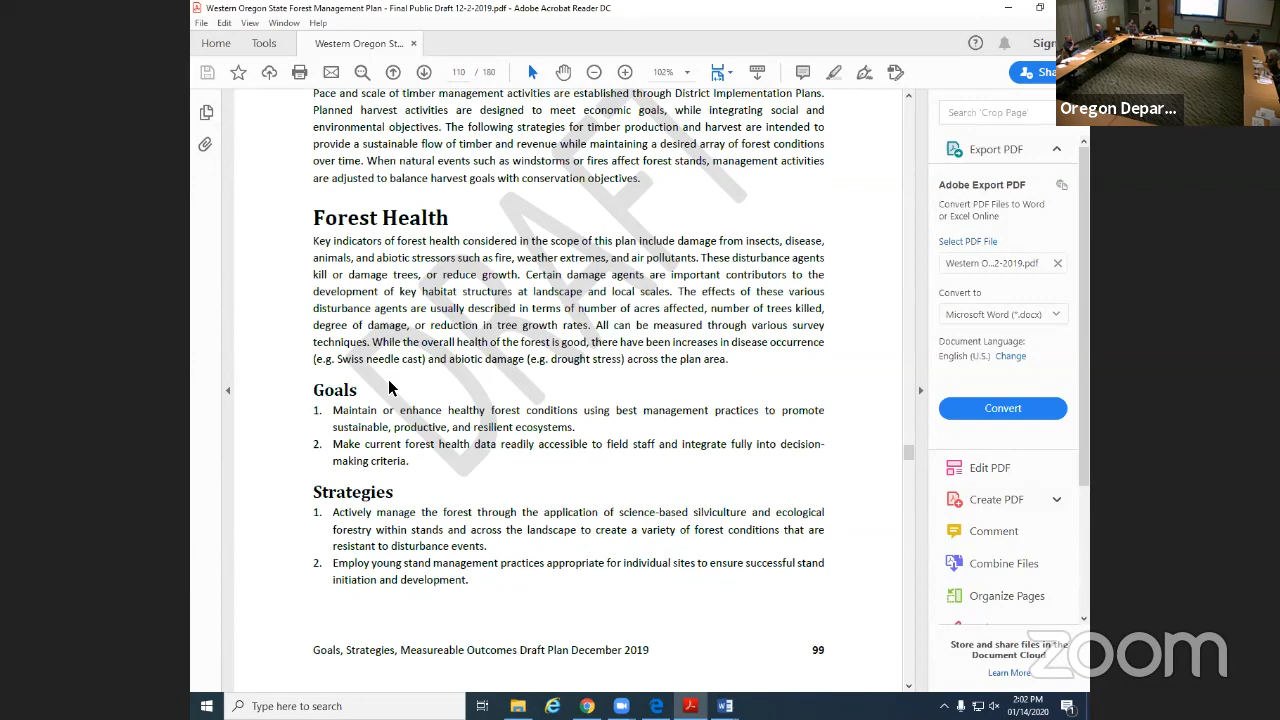 Western Oregon State Forest Management Plan - Final Public Draft 12-2-2019.pdf - Adobe Acrobat Reader DC
File Edit View Window Help
Home Tools Western Oregon St... × Sign
110 / 180 102% Sha
Pace and scale of timber management activities are established through District Implementation Plans.
Planned harvest activities are designed to meet economic goals, while integrating social and
environmental objectives. The following strategies for timber production and harvest are intended to
provide a sustainable flow of timber and revenue while maintaining a desired array of forest conditions
over time. When natural events such as windstorms or fires affect forest stands, management activities
are adjusted to balance harvest goals with conservation objectives.
Forest Health
Key indicators of forest health considered in the scope of this plan include damage from insects, disease,
animals, and abiotic stressors such as fire, weather extremes, and air pollutants. These disturbance agents
kill or damage trees, or reduce growth. Certain damage agents are important contributors to the
development of key habitat structures at landscape and local scales. The effects of these various
disturbance agents are usually described in terms of number of acres affected, number of trees killed,
degree of damage, or reduction in tree growth rates. All can be measured through various survey
techniques. While the overall health of the forest is good, there have been increases in disease occurrence
(e.g. Swiss needle cast) and abiotic damage (e.g. drought stress) across the plan area.
Goals
1. Maintain or enhance healthy forest conditions using best management practices to promote
sustainable, productive, and resilient ecosystems.
2. Make current forest health data readily accessible to field staff and integrate fully into decision-
making criteria.
Strategies
1. Actively manage the forest through the application of science-based silviculture and ecological
forestry within stands and across the landscape to create a variety of forest conditions that are
resistant to disturbance events.
2. Employ young stand management practices appropriate for individual sites to ensure successful stand
initiation and development.
Goals, Strategies, Measureable Outcomes Draft Plan December 2019 99
DRAFT
Oregon Depar...
Search 'Crop Page'
Export PDF
Adobe Export PDF
Convert PDF Files to Word
or Excel Online
Select PDF File
Western O...2-2019.pdf ×
Convert to
Microsoft Word (*.docx)
Document Language:
English (U.S.) Change
Convert
Edit PDF
Create PDF
Comment
Combine Files
Organize Pages
Store and share files in the
Document Cloud
Learn More
zoom
Type here to search
2:02 PM
01/14/2020
1